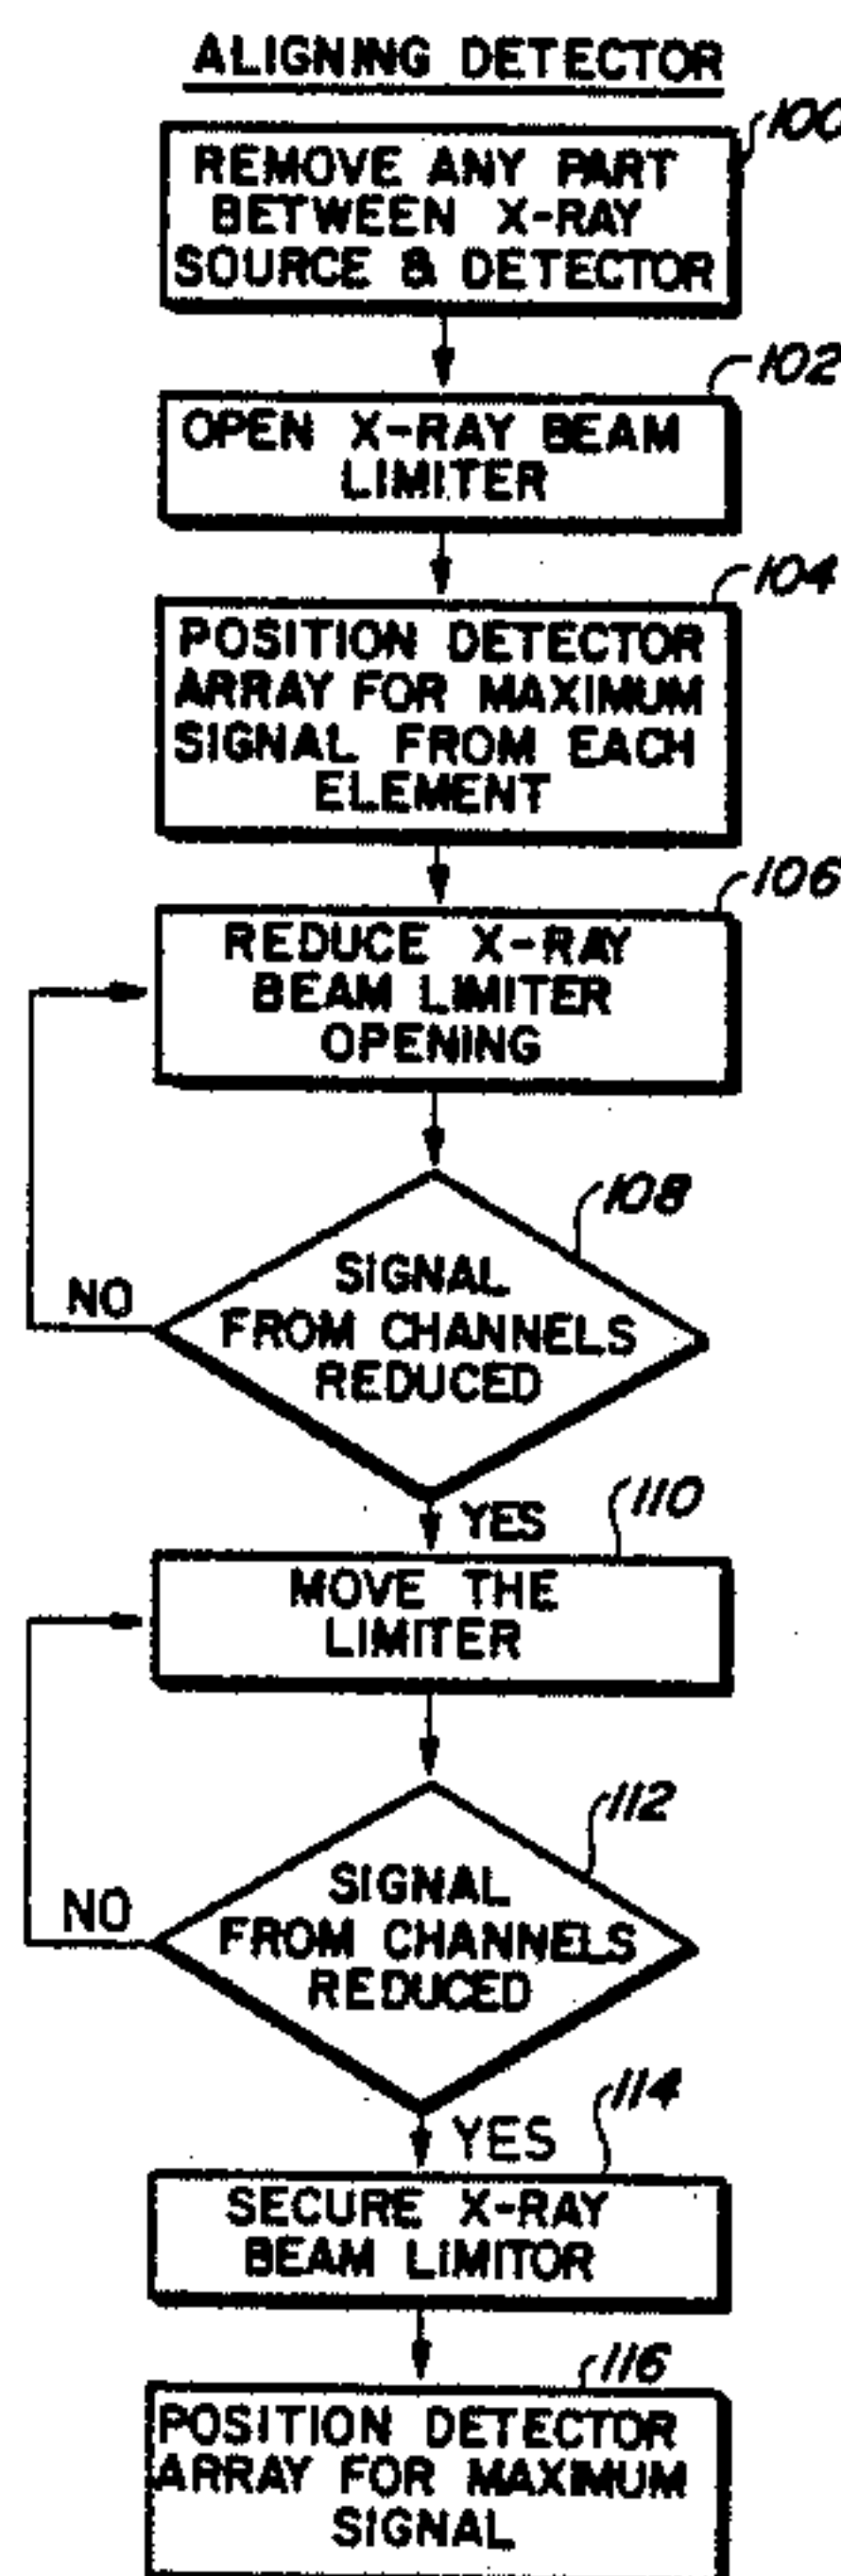 ALIGNING DETECTOR
100
REMOVE ANY PART
BETWEEN X-RAY
SOURCE & DETECTOR
102
OPEN X-RAY BEAM
LIMITER
104
POSITION DETECTOR
ARRAY FOR MAXIMUM
SIGNAL FROM EACH
ELEMENT
106
REDUCE X-RAY
BEAM LIMITER
OPENING
108
SIGNAL
FROM CHANNELS
REDUCED
NO
YES
110
MOVE THE
LIMITER
112
SIGNAL
FROM CHANNELS
REDUCED
NO
YES
114
SECURE X-RAY
BEAM LIMITOR
116
POSITION DETECTOR
ARRAY FOR MAXIMUM
SIGNAL